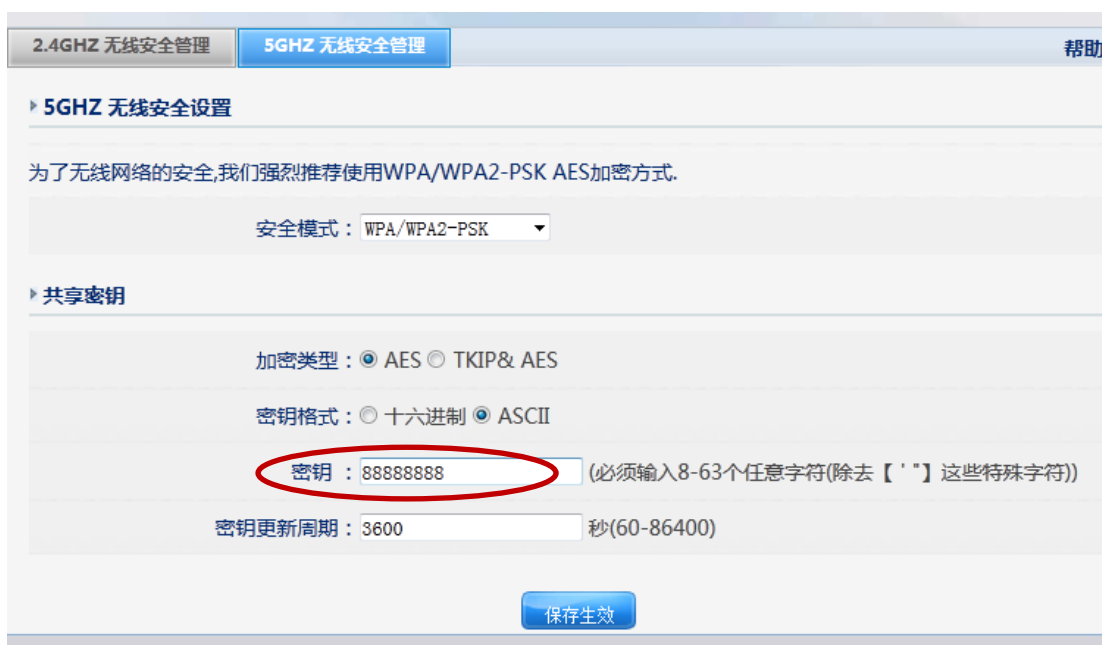 2.4GHZ 无线安全管理 5GHZ 无线安全管理 帮助
5GHZ 无线安全设置
为了无线网络的安全,我们强烈推荐使用WPA/WPA2-PSK AES加密方式.
安全模式：WPA/WPA2-PSK
共享密钥
加密类型：AES TKIP& AES
密钥格式：十六进制 ASCII
密钥 ：88888888 (必须输入8-63个任意字符(除去【 ' "】这些特殊字符))
密钥更新周期：3600 秒(60-86400)
保存生效